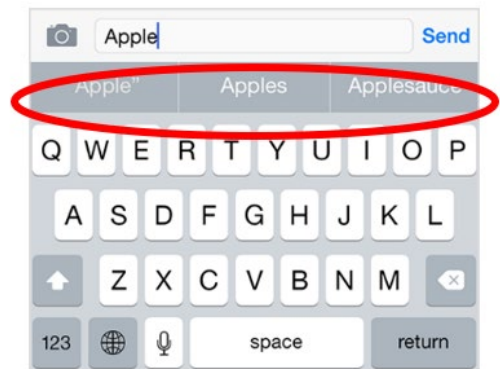 Apple Send
Apple” Apples Applesauce
Q W E R T Y U I O P
A S D F G H J K L
Z X C V B N M
123 space return